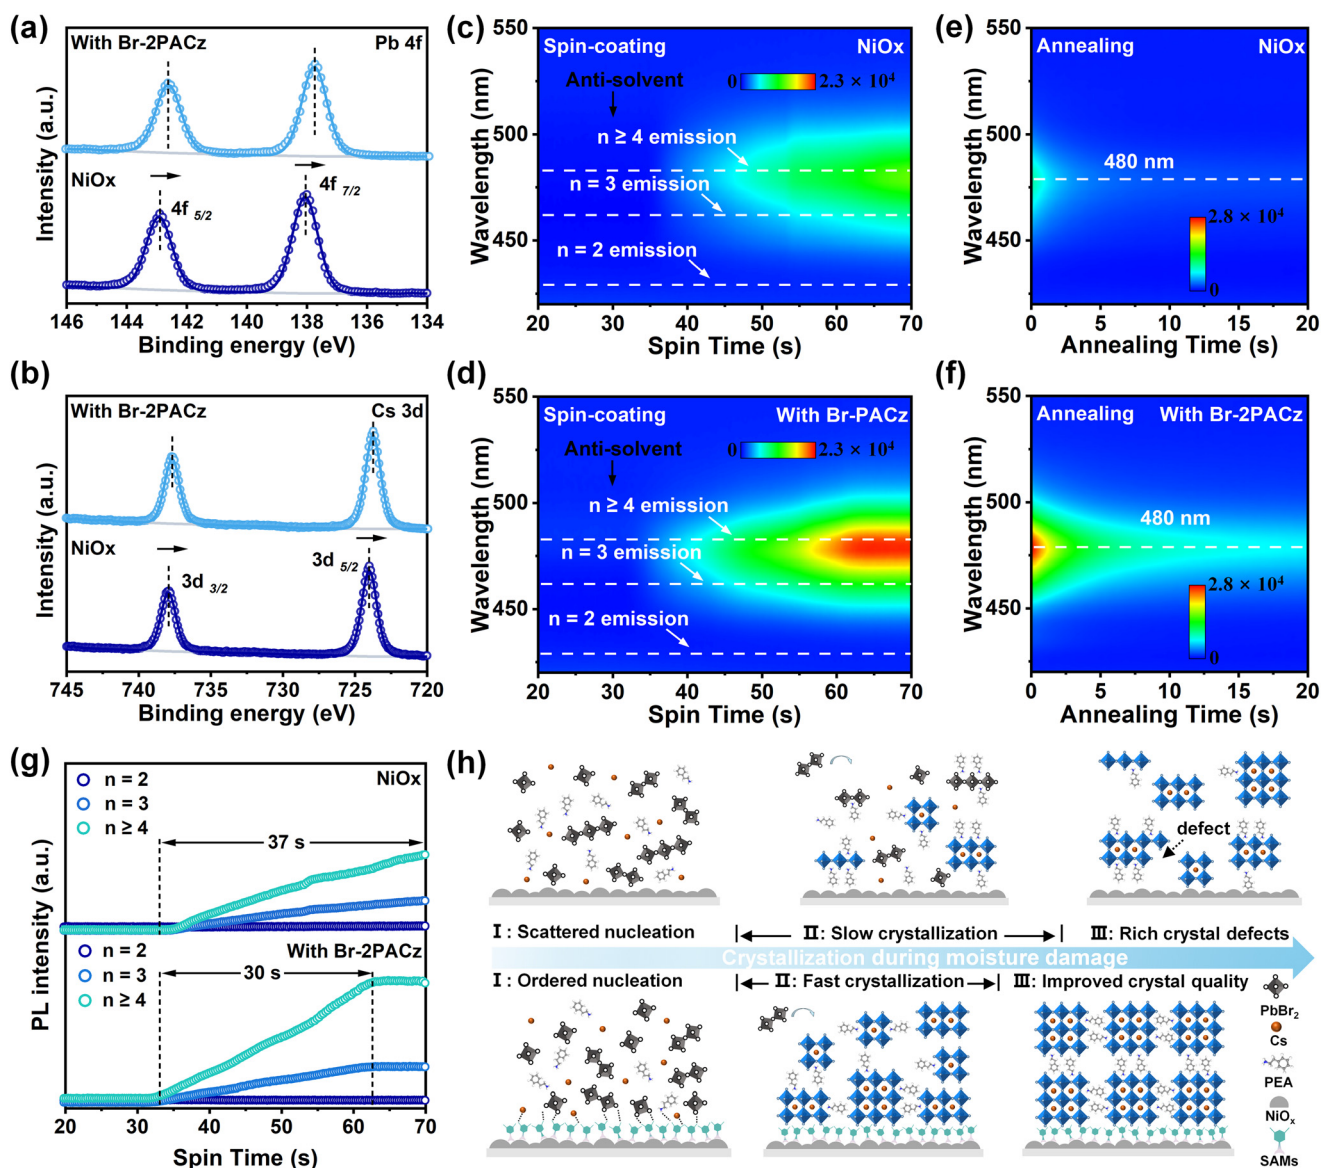 (a)
With Br-2PACz
Pb 4f
NiOx
4f 5/2
4f 7/2
Intensity (a.u.)
146 144 142 140 138 136 134
Binding energy (eV)
(b)
With Br-2PACz
Cs 3d
NiOx
3d 3/2
3d 5/2
Intensity (a.u.)
745 740 735 730 725 720
Binding energy (eV)
(c)
Spin-coating
NiOx
Anti-solvent
0 2.3 × 10⁴
n ≥ 4 emission
n = 3 emission
n = 2 emission
Wavelength (nm)
550
500
450
20 30 40 50 60 70
Spin Time (s)
(d)
Spin-coating
With Br-PACz
Anti-solvent
0 2.3 × 10⁴
n ≥ 4 emission
n = 3 emission
n = 2 emission
Wavelength (nm)
550
500
450
20 30 40 50 60 70
Spin Time (s)
(e)
Annealing
NiOx
480 nm
2.8 × 10⁴
0
Wavelength (nm)
550
500
450
0 5 10 15 20
Annealing Time (s)
(f)
Annealing
With Br-2PACz
480 nm
2.8 × 10⁴
0
Wavelength (nm)
550
500
450
0 5 10 15 20
Annealing Time (s)
(g)
n = 2
n = 3
n ≥ 4
NiOx
37 s
n = 2
n = 3
n ≥ 4
With Br-2PACz
30 s
PL intensity (a.u.)
20 30 40 50 60 70
Spin Time (s)
(h)
defect
I : Scattered nucleation
II: Slow crystallization
III: Rich crystal defects
Crystallization during moisture damage
I : Ordered nucleation
II: Fast crystallization
III: Improved crystal quality
PbBr₂
Cs
PEA
NiOₓ
SAMs